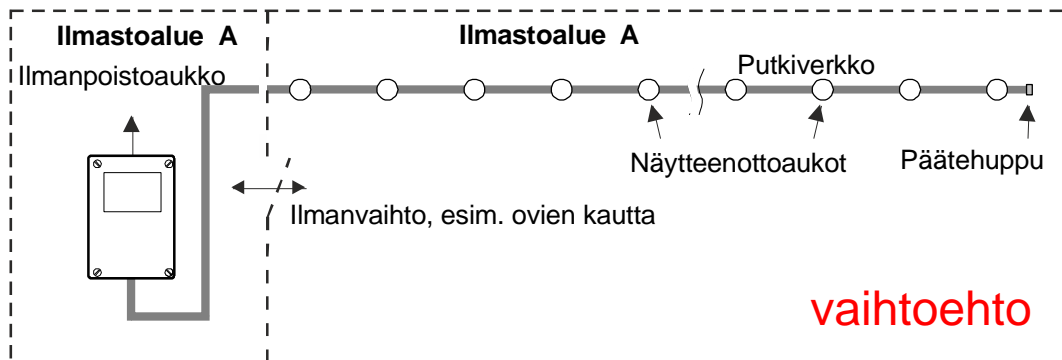 Ilmastoalue A
Ilmastoalue A
Ilmanpoistoaukko
Putkiverkko
Näytteenottoaukot
Päätehuppu
Ilmanvaihto, esim. ovien kautta
vaihtoehto